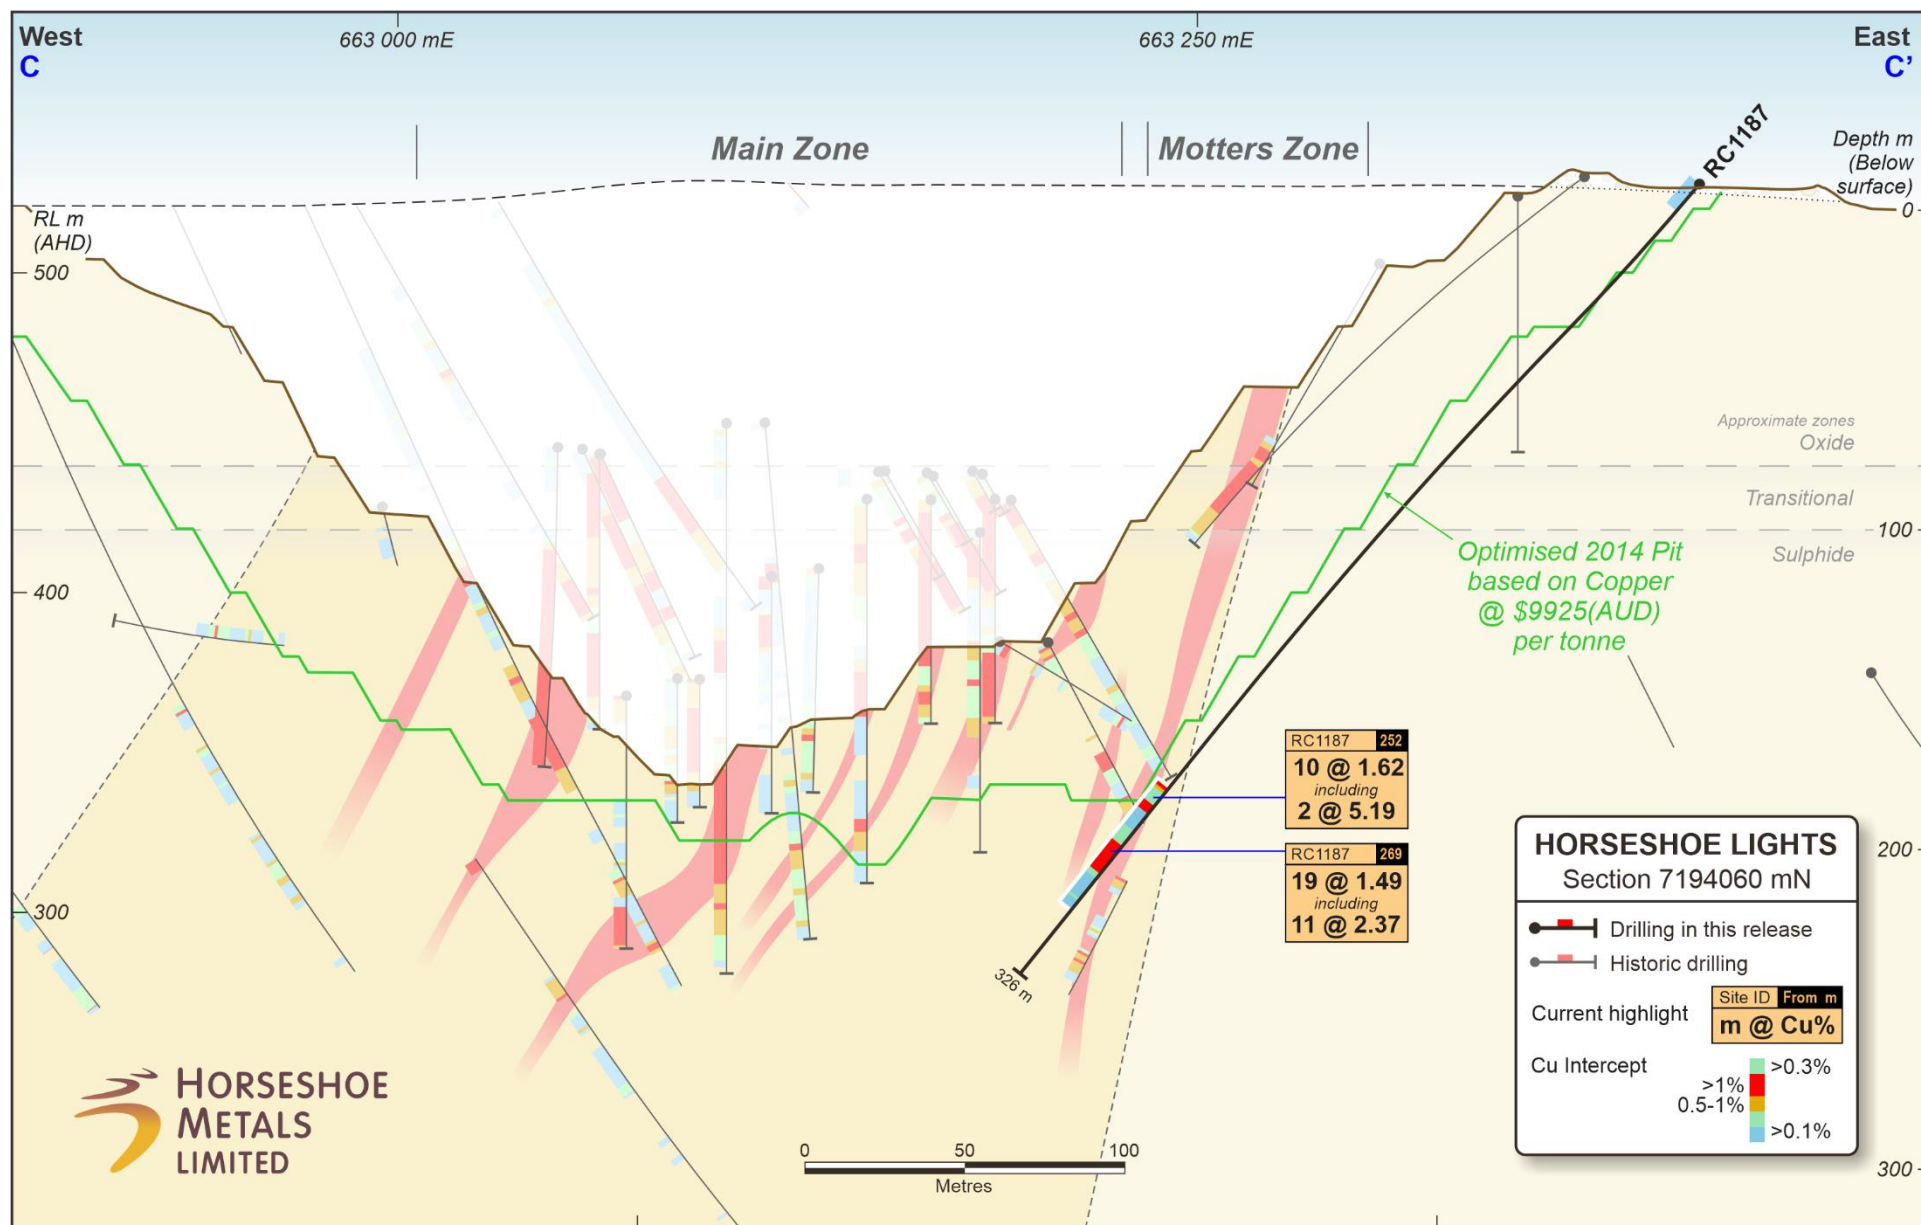 West
C
663 000 mE
663 250 mE
East
C’
Main Zone
Motters Zone
RC1187
Depth m
(Below
surface)
0
RL m
(AHD)
500
Approximate zones
Oxide
Transitional
100
Sulphide
Optimised 2014 Pit
based on Copper
@ $9925(AUD)
per tonne
400
RC1187 252
10 @ 1.62
including
2 @ 5.19
RC1187 269
19 @ 1.49
including
11 @ 2.37
200
300
326 m
HORSESHOE LIGHTS
Section 7194060 mN
Drilling in this release
Historic drilling
Current highlight
Site ID From m
m @ Cu%
Cu Intercept
>0.3%
>1%
0.5-1%
>0.1%
HORSESHOE
METALS
LIMITED
0 50 100
Metres
300